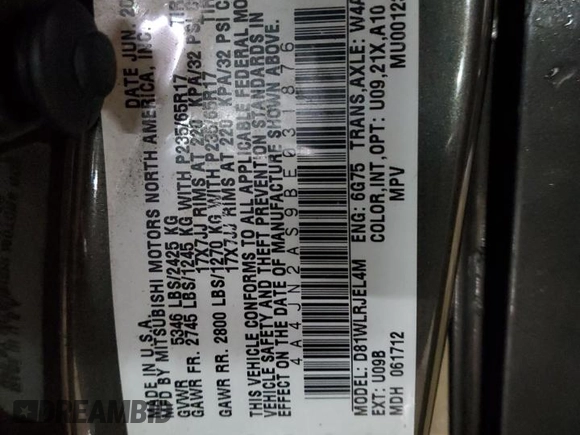 MADE IN U.S.A. DATE JUN. 20
MFD BY MITSUBISHI MOTORS NORTH AMERICA, INC.
GVWR 5346 LBS/2425 KG
GAWR FR. 2745 LBS/1245 KG WITH P235/65R17 TIR
17X7JJ RIMS AT 220 KPA/32 PSI
GAWR RR. 2800 LBS/1270 KG WITH P235/65R17
17X7JJ RIMS AT 220 KPA/32 PSI C
THIS VEHICLE CONFORMS TO ALL APPLICABLE FEDERAL MO
VEHICLE SAFETY AND THEFT PREVENTION STANDARDS IN
EFFECT ON THE DATE OF MANUFACTURE SHOWN ABOVE.
4A4JN2AS9BE031876
MODEL: D81WLRJEL4M ENG: 6G75 TRANS,AXLE: W4A
EXT: U09B COLOR,INT,OPT: U09,21X,A10
MDH 061712 MPV MU00129
DREAMBID